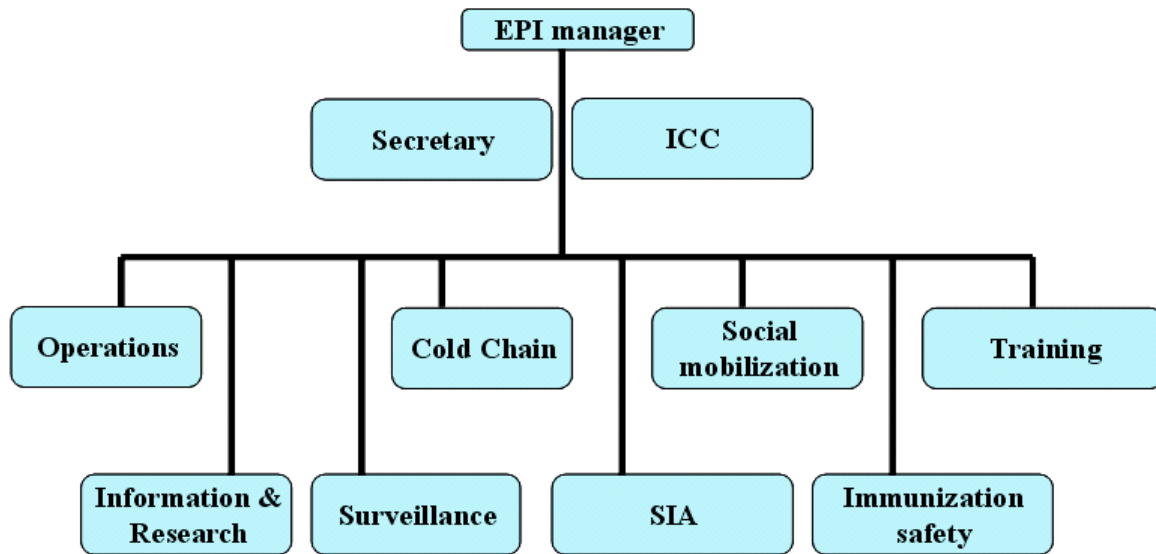 EPI manager
Secretary
ICC
Operations
Cold Chain
Social
mobilization
Training
Information &
Research
Surveillance
SIA
Immunization
safety